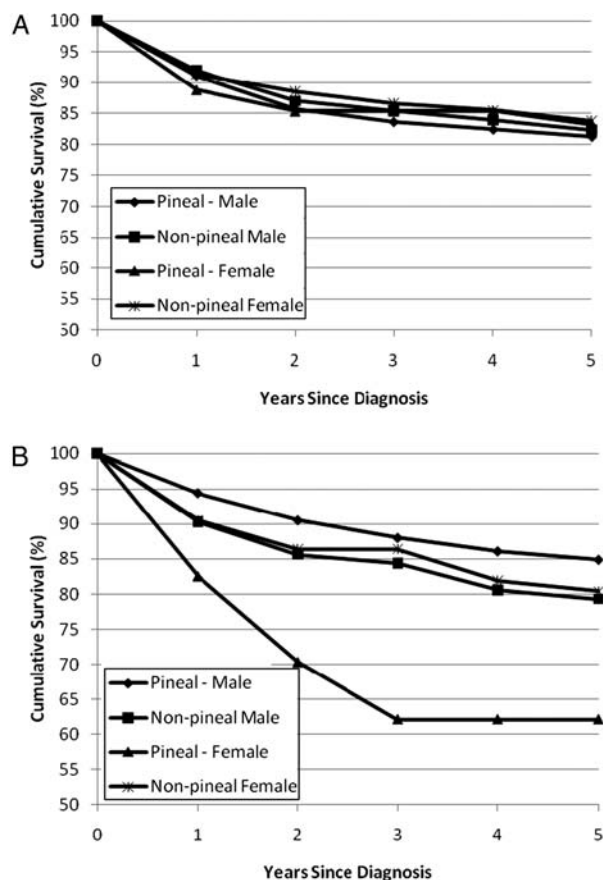 A
100
95
90
85
80
75
70
65
60
55
50
Cumulative Survival (%)
Pineal - Male
Non-pineal Male
Pineal - Female
Non-pineal Female
0 1 2 3 4 5
Years Since Diagnosis
B
100
95
90
85
80
75
70
65
60
55
50
Cumulative Survival (%)
Pineal - Male
Non-pineal Male
Pineal - Female
Non-pineal Female
0 1 2 3 4 5
Years Since Diagnosis